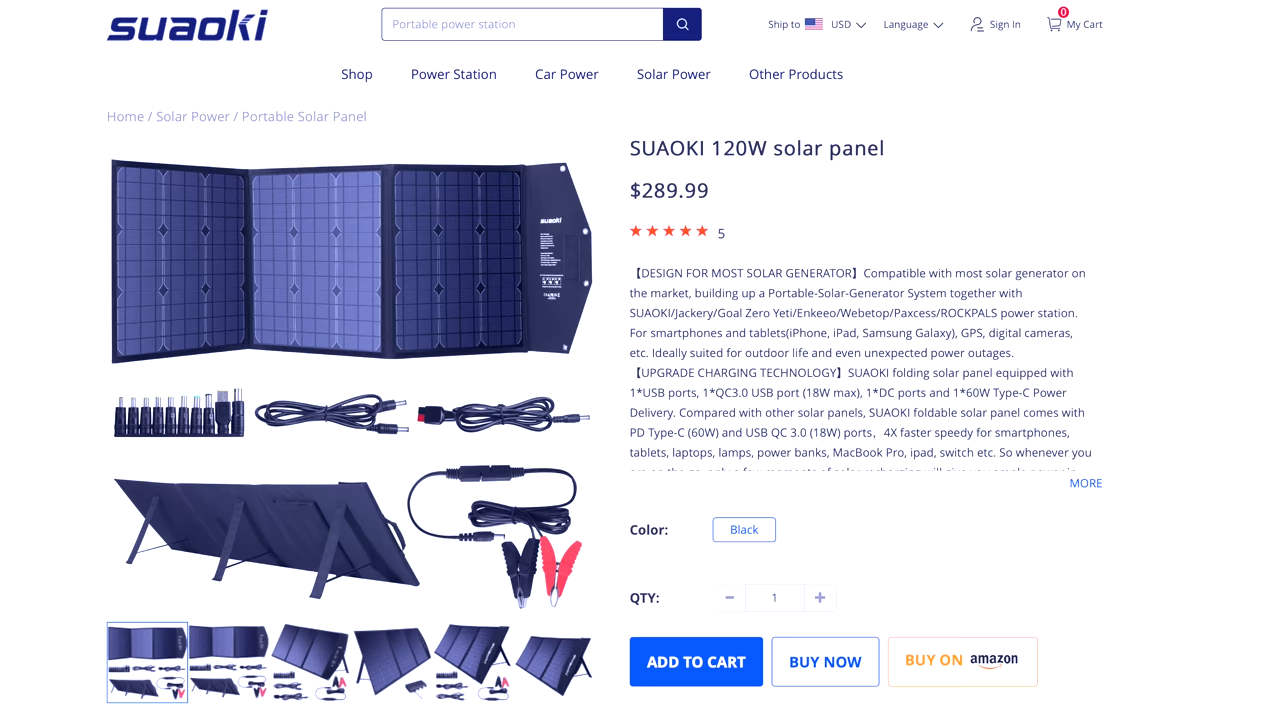 suaoki
Portable power station
Ship to USD Language Sign In 0 My Cart
Shop Power Station Car Power Solar Power Other Products
Home / Solar Power / Portable Solar Panel
SUAOKI 120W solar panel
$289.99
5
suaoki
【DESIGN FOR MOST SOLAR GENERATOR】Compatible with most solar generator on
the market, building up a Portable-Solar-Generator System together with
SUAOKI/Jackery/Goal Zero Yeti/Enkeeo/Webetop/Paxcess/ROCKPALS power station.
For smartphones and tablets(iPhone, iPad, Samsung Galaxy), GPS, digital cameras,
etc. Ideally suited for outdoor life and even unexpected power outages.
【UPGRADE CHARGING TECHNOLOGY】SUAOKI folding solar panel equipped with
1*USB ports, 1*QC3.0 USB port (18W max), 1*DC ports and 1*60W Type-C Power
Delivery. Compared with other solar panels, SUAOKI foldable solar panel comes with
PD Type-C (60W) and USB QC 3.0 (18W) ports，4X faster speedy for smartphones,
tablets, laptops, lamps, power banks, MacBook Pro, ipad, switch etc. So whenever you
MORE
Color: Black
QTY: − 1 +
ADD TO CART BUY NOW BUY ON amazon